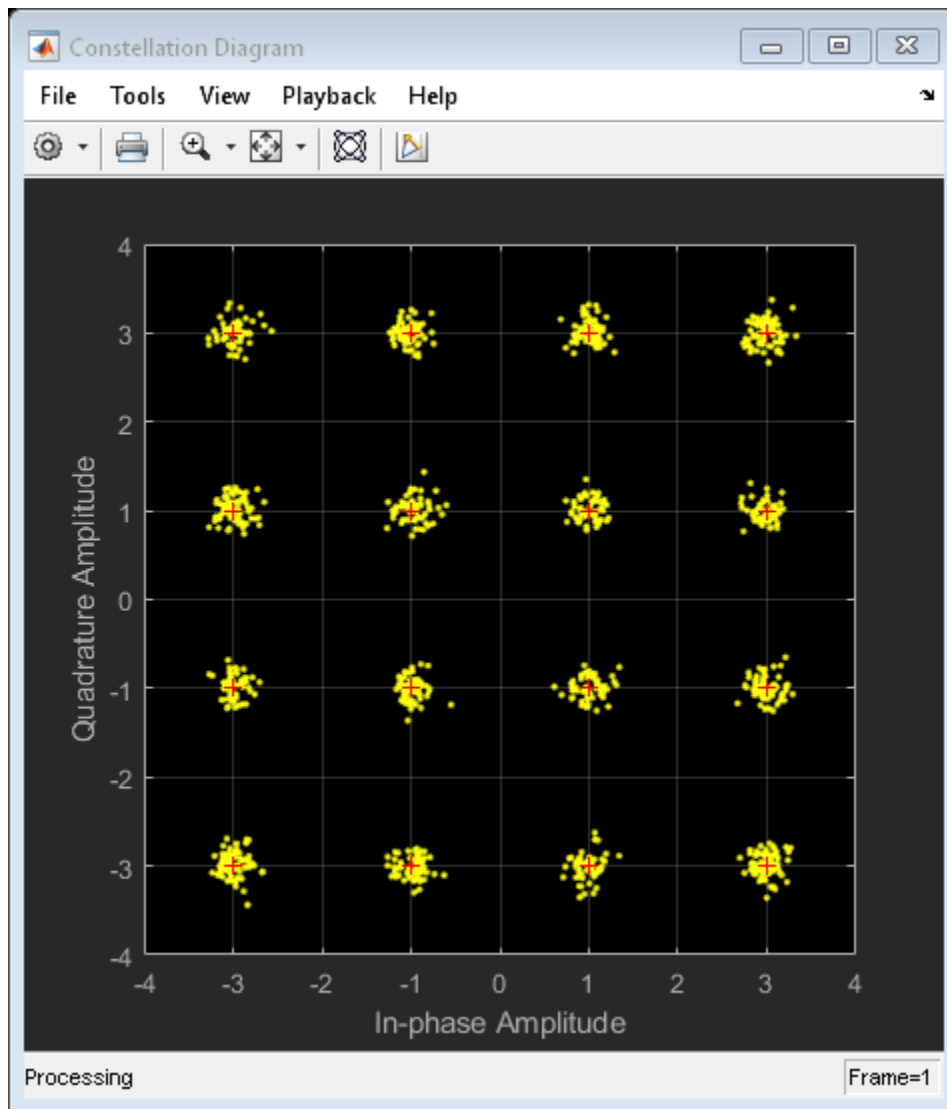 Constellation Diagram
File Tools View Playback Help
4
3
2
1
0
-1
-2
-3
-4
Quadrature Amplitude
-4 -3 -2 -1 0 1 2 3 4
In-phase Amplitude
Processing Frame=1